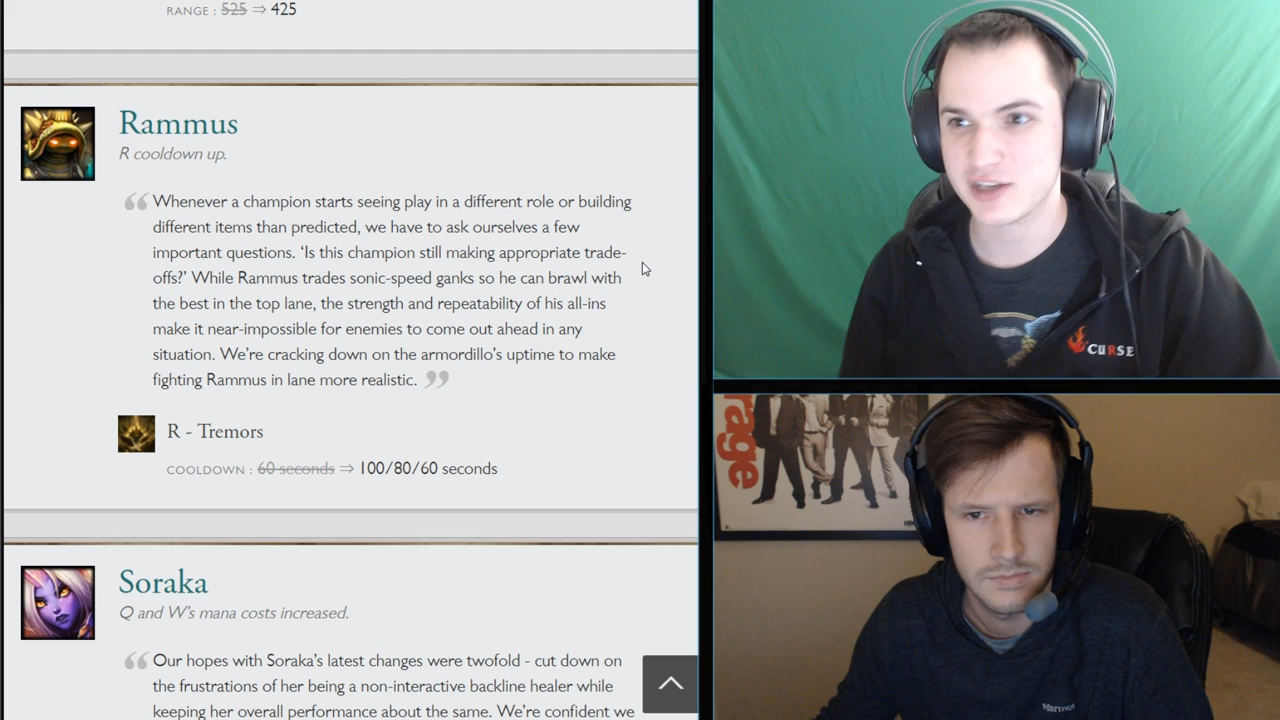 RANGE : 525 ⇒ 425
Rammus
R cooldown up.
“ Whenever a champion starts seeing play in a different role or building
different items than predicted, we have to ask ourselves a few
important questions. ‘Is this champion still making appropriate trade-
offs?’ While Rammus trades sonic-speed ganks so he can brawl with
the best in the top lane, the strength and repeatability of his all-ins
make it near-impossible for enemies to come out ahead in any
situation. We’re cracking down on the armordillo’s uptime to make
fighting Rammus in lane more realistic. ”
R - Tremors
COOLDOWN : 60 seconds ⇒ 100/80/60 seconds
Soraka
Q and W’s mana costs increased.
“ Our hopes with Soraka’s latest changes were twofold - cut down on
the frustrations of her being a non-interactive backline healer while
keeping her overall performance about the same. We’re confident we
CURSE
rage
HBO
Marmot